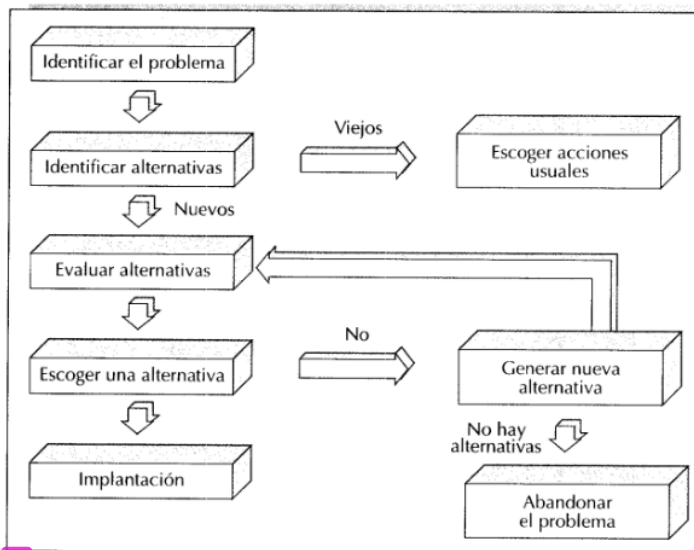 Identificar el problema
Viejos
Identificar alternativas
Escoger acciones
usuales
Nuevos
Evaluar alternativas
No
Escoger una alternativa
Generar nueva
alternativa
No hay
alternativas
Implantación
Abandonar
el problema